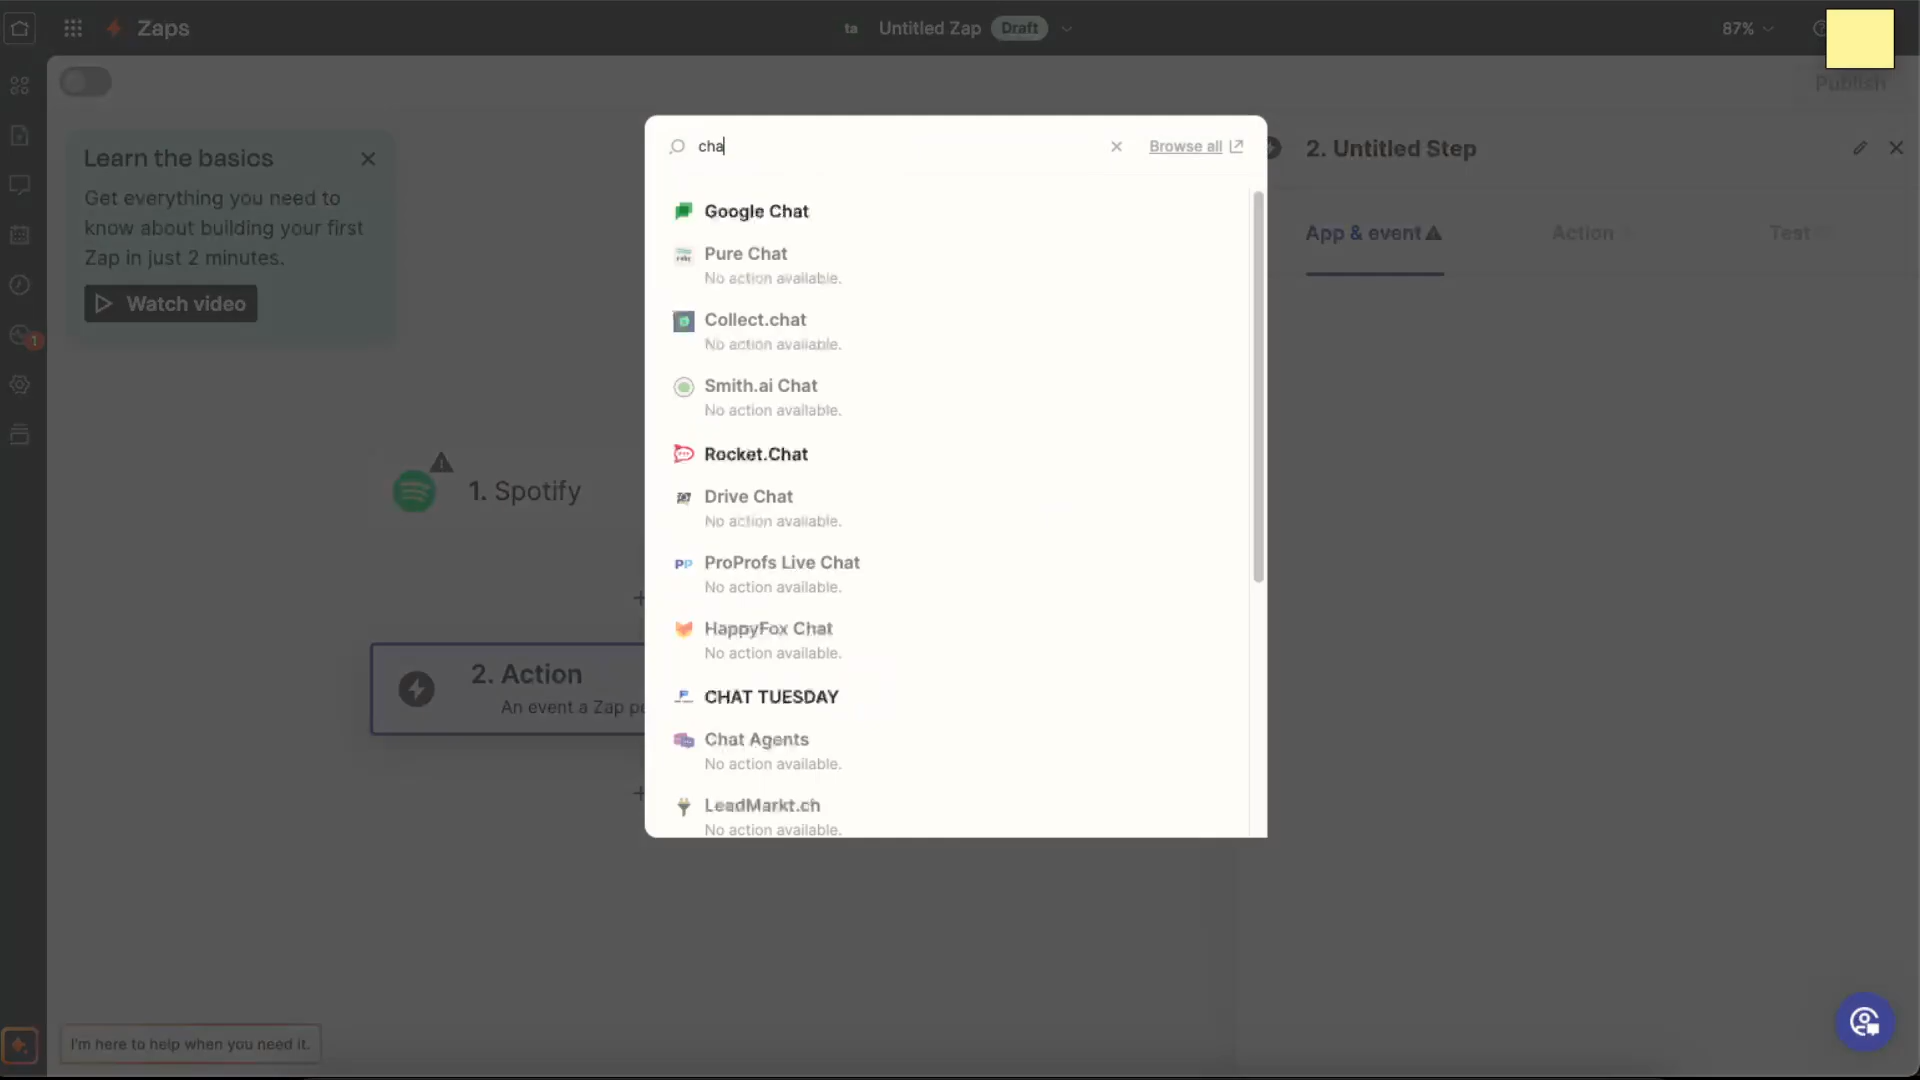 Zaps
ta
Untitled Zap
Draft
87%
Publish
Learn the basics
Get everything you need to
know about building your first
Zap in just 2 minutes.
Watch video
1
1. Spotify
2. Action
An event a Zap pe
cha
Browse all
Google Chat
Pure Chat
No action available.
Collect.chat
No action available.
Smith.ai Chat
No action available.
Rocket.Chat
Drive Chat
No action available.
PP
ProProfs Live Chat
No action available.
HappyFox Chat
No action available.
CHAT TUESDAY
Chat Agents
No action available.
LeadMarkt.ch
No action available.
2. Untitled Step
App & event
Action
Test
I'm here to help when you need it.